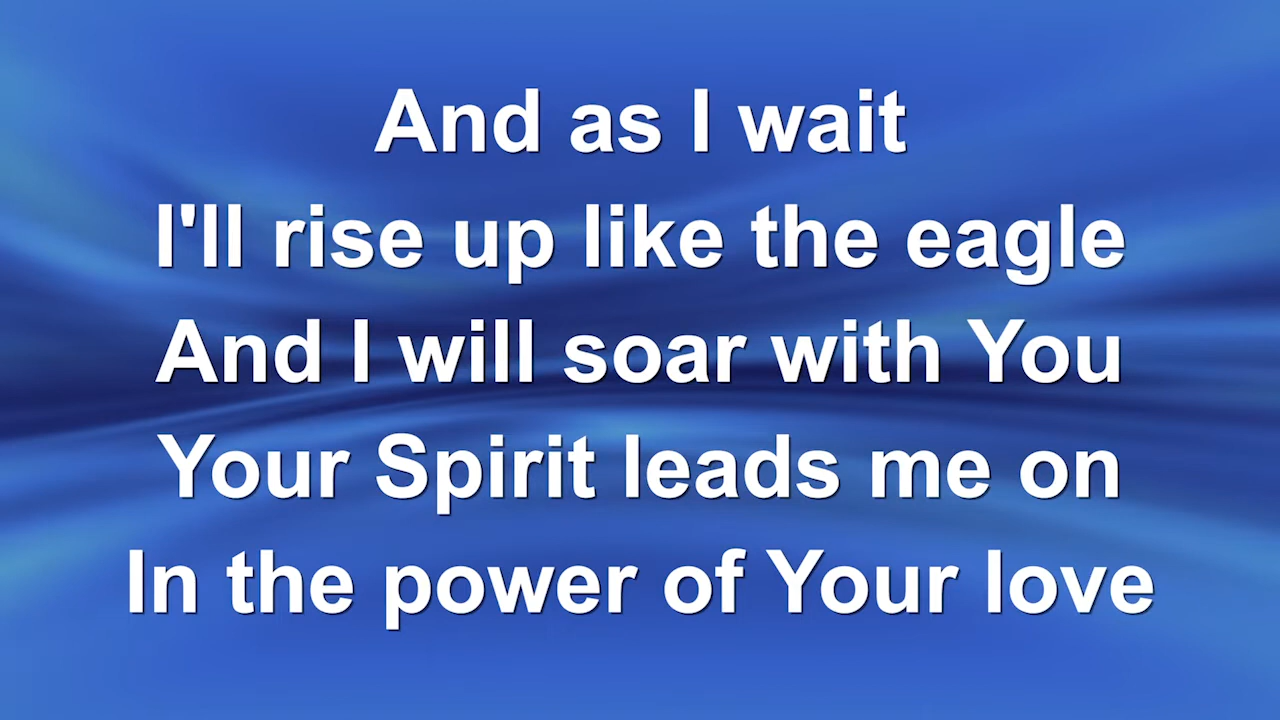 And as I wait
I'll rise up like the eagle
And I will soar with You
Your Spirit leads me on
In the power of Your love